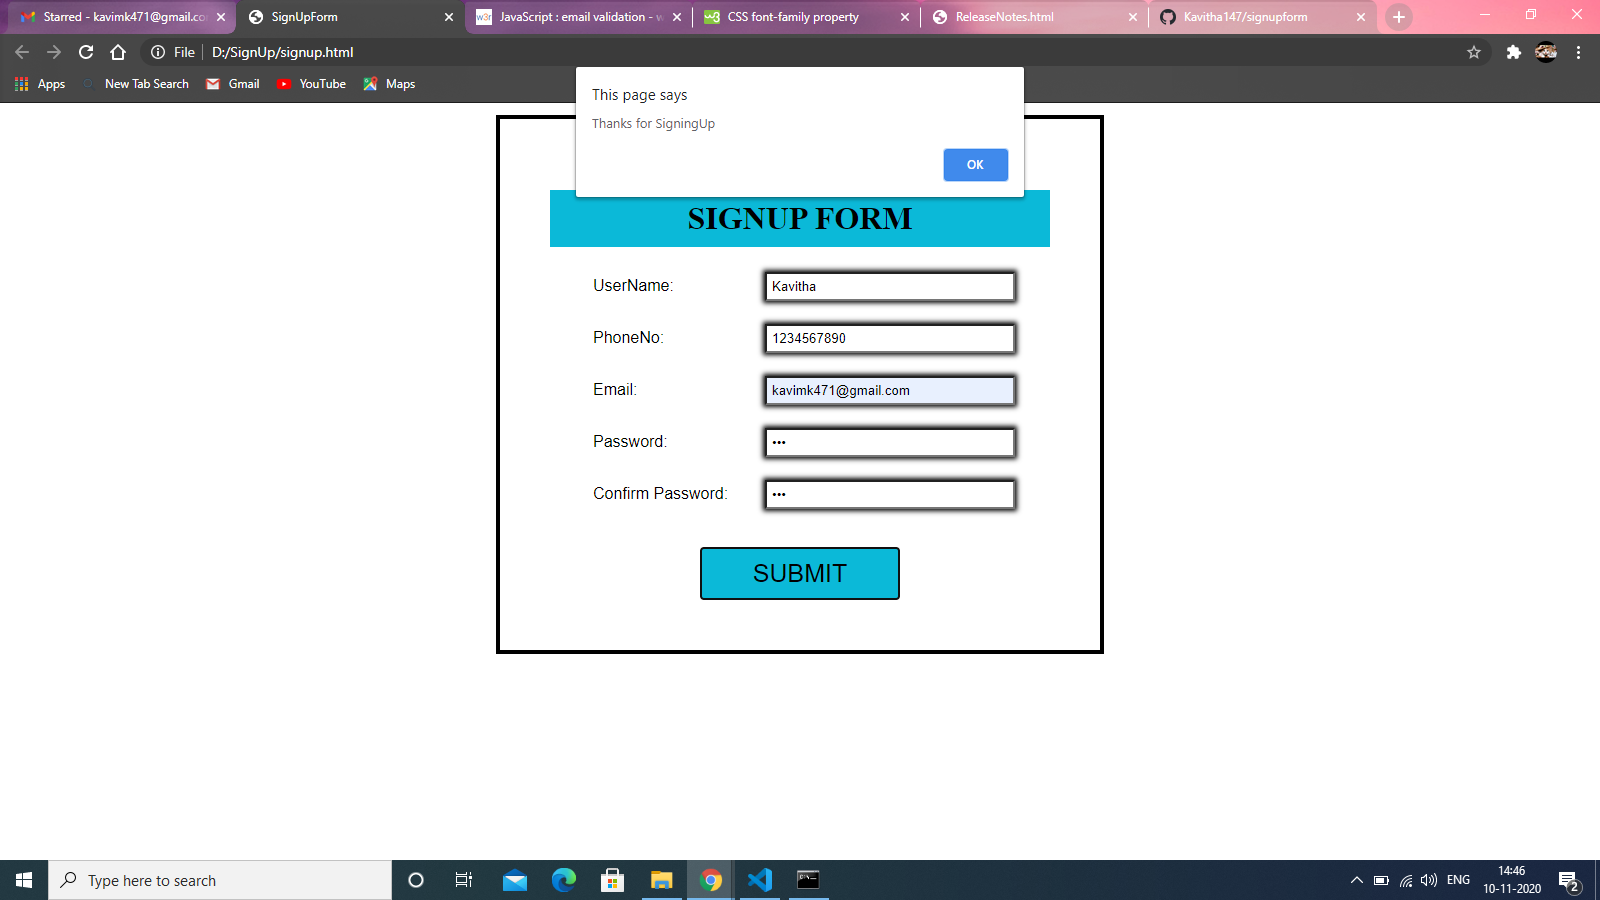 Starred - kavimk471@gmail.co
SignUpForm
JavaScript : email validation - w
CSS font-family property
ReleaseNotes.html
Kavitha147/signupform
File
D:/SignUp/signup.html
Apps
New Tab Search
Gmail
YouTube
Maps
This page says
Thanks for SigningUp
OK
SIGNUP FORM
UserName:
Kavitha
PhoneNo:
1234567890
Email:
kavimk471@gmail.com
Password:
•••
Confirm Password:
•••
SUBMIT
Type here to search
ENG
14:46
10-11-2020
2